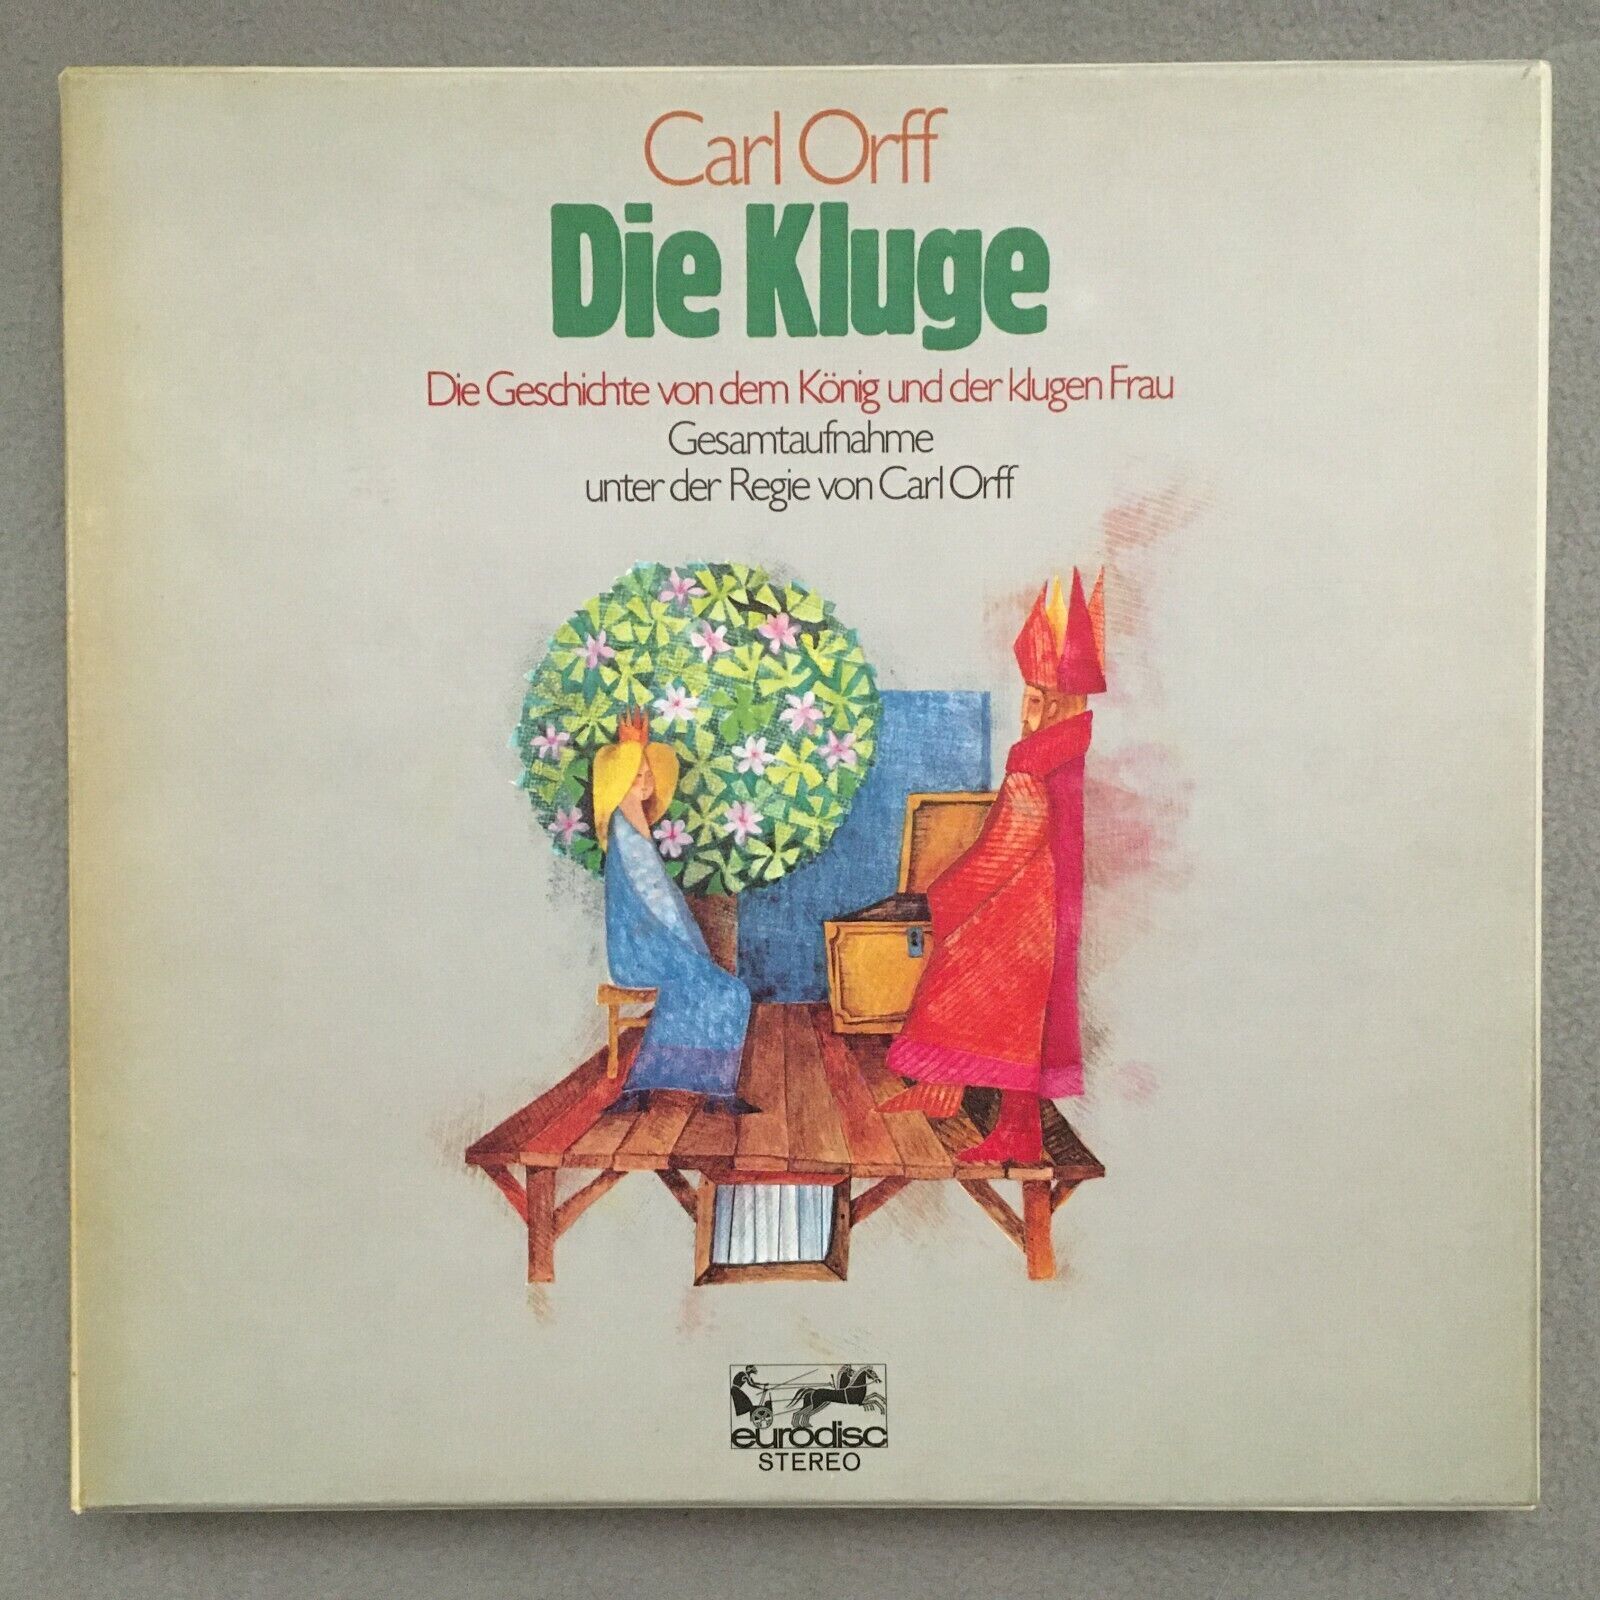 Carl Orff
Die Kluge
Die Geschichte von dem König und der klugen Frau
Gesamtaufnahme
unter der Regie von Carl Orff
eurodisc
STEREO